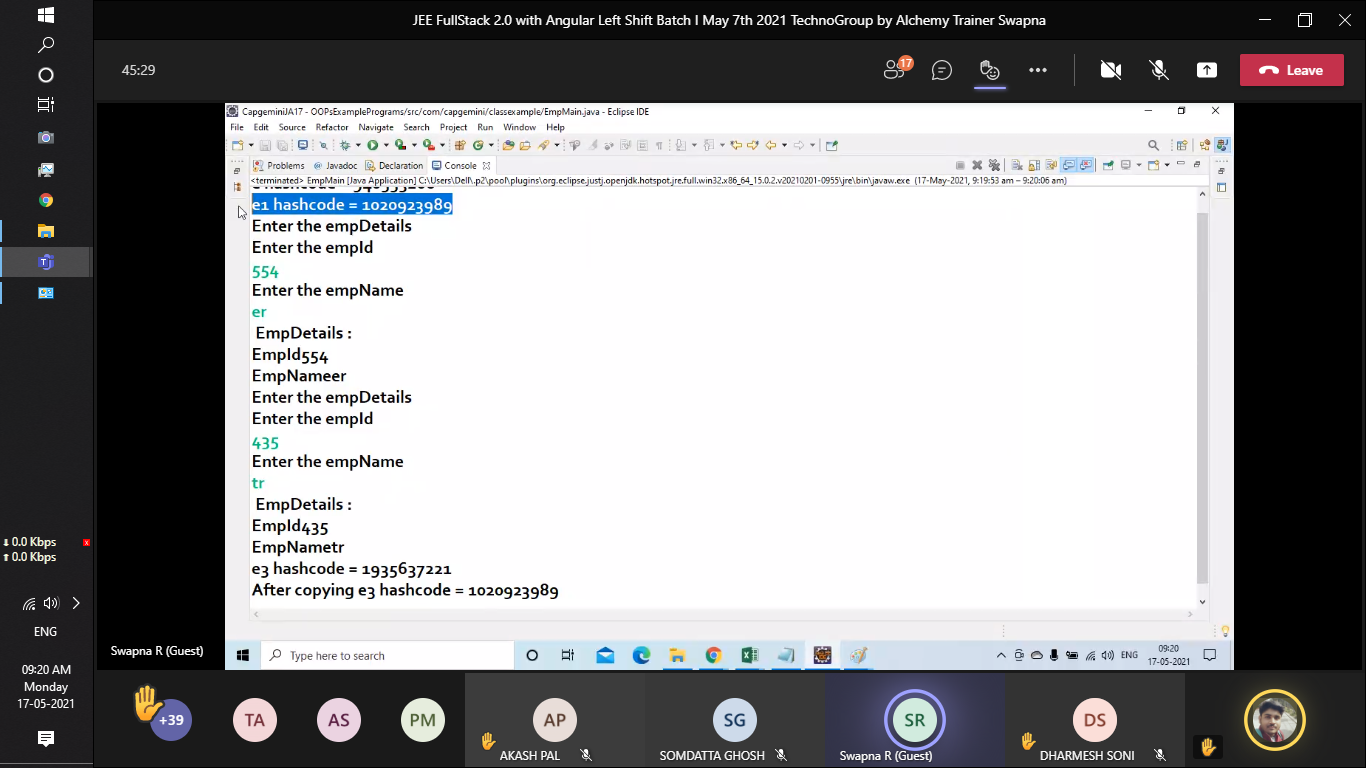 JEE FullStack 2.0 with Angular Left Shift Batch I May 7th 2021 TechnoGroup by Alchemy Trainer Swapna
45:29
17
Leave
CapgeminiJA17 - OOPsExamplePrograms/src/com/capgemini/classexample/EmpMain.java - Eclipse IDE
File Edit Source Refactor Navigate Search Project Run Window Help
Problems Javadoc Declaration Console
<terminated> EmpMain [Java Application] C:\Users\Dell\.p2\pool\plugins\org.eclipse.justj.openjdk.hotspot.jre.full.win32.x86_64_15.0.2.v20210201-0955\jre\bin\javaw.exe (17-May-2021, 9:19:53 am – 9:20:06 am)
e1 hashcode = 1020923989
Enter the empDetails
Enter the empId
554
Enter the empName
er
EmpDetails :
EmpId554
EmpNameer
Enter the empDetails
Enter the empId
435
Enter the empName
tr
EmpDetails :
EmpId435
EmpNametr
e3 hashcode = 1935637221
After copying e3 hashcode = 1020923989
Swapna R (Guest)
Type here to search
ENG
09:20
17-05-2021
0.0 Kbps
0.0 Kbps
ENG
09:20 AM
Monday
17-05-2021
+39
TA
AS
PM
AP
AKASH PAL
SG
SOMDATTA GHOSH
SR
Swapna R (Guest)
DS
DHARMESH SONI